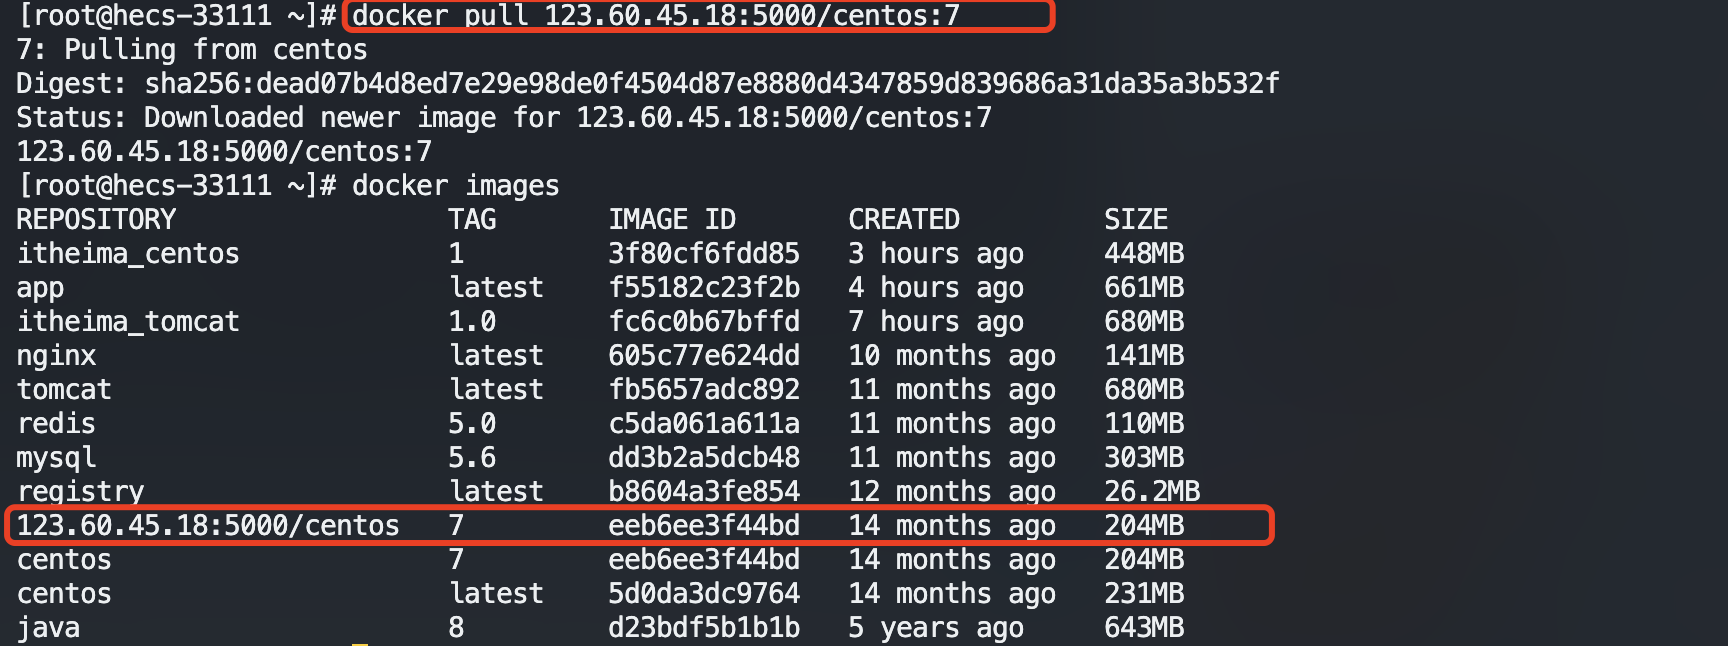 [root@hecs-33111 ~]# docker pull 123.60.45.18:5000/centos:7
7: Pulling from centos
Digest: sha256:dead07b4d8ed7e29e98de0f4504d87e8880d4347859d839686a31da35a3b532f
Status: Downloaded newer image for 123.60.45.18:5000/centos:7
123.60.45.18:5000/centos:7
[root@hecs-33111 ~]# docker images
REPOSITORY TAG IMAGE ID CREATED SIZE
itheima_centos 1 3f80cf6fdd85 3 hours ago 448MB
app latest f55182c23f2b 4 hours ago 661MB
itheima_tomcat 1.0 fc6c0b67bffd 7 hours ago 680MB
nginx latest 605c77e624dd 10 months ago 141MB
tomcat latest fb5657adc892 11 months ago 680MB
redis 5.0 c5da061a611a 11 months ago 110MB
mysql 5.6 dd3b2a5dcb48 11 months ago 303MB
registry latest b8604a3fe854 12 months ago 26.2MB
123.60.45.18:5000/centos 7 eeb6ee3f44bd 14 months ago 204MB
centos 7 eeb6ee3f44bd 14 months ago 204MB
centos latest 5d0da3dc9764 14 months ago 231MB
java 8 d23bdf5b1b1b 5 years ago 643MB